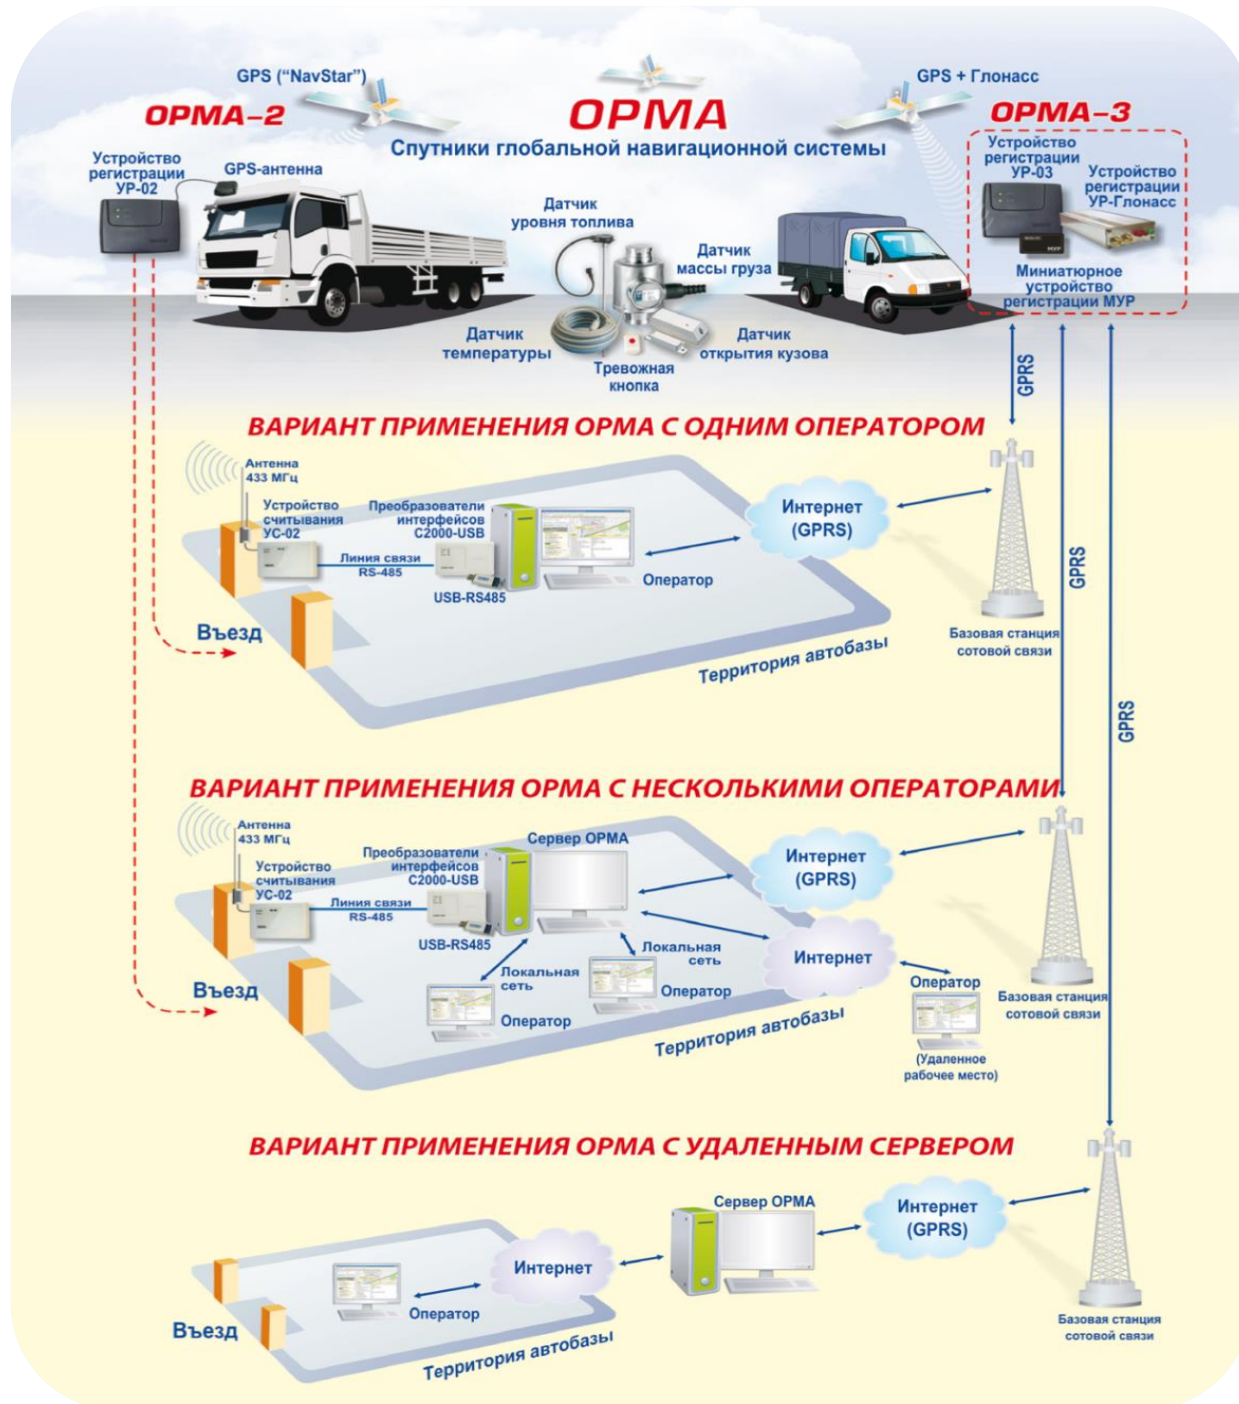 GPS (“NavStar”)
GPS + Глонасс
ОРМА–2
ОРМА
ОРМА–3
Спутники глобальной навигационной системы
Устройство
регистрации
УР-02
GPS-антенна
Устройство
регистрации
УР-03
Устройство
регистрации
УР-Глонасс
МУР
Миниатюрное
устройство
регистрации МУР
Датчик
уровня топлива
Датчик
массы груза
Датчик
температуры
Датчик
открытия кузова
Тревожная
кнопка
GPRS
GPRS
GPRS
ВАРИАНТ ПРИМЕНЕНИЯ ОРМА С ОДНИМ ОПЕРАТОРОМ
Антенна
433 МГц
Устройство
считывания
УС-02
Линия связи
RS-485
Преобразователи
интерфейсов
С2000-USB
USB-RS485
Оператор
Интернет
(GPRS)
Въезд
Территория автобазы
Базовая станция
сотовой связи
ВАРИАНТ ПРИМЕНЕНИЯ ОРМА С НЕСКОЛЬКИМИ ОПЕРАТОРАМИ
Антенна
433 МГц
Устройство
считывания
УС-02
Линия связи
RS-485
Преобразователи
интерфейсов
С2000-USB
USB-RS485
Сервер ОРМА
Интернет
(GPRS)
Интернет
Локальная
сеть
Оператор
Локальная
сеть
Оператор
Въезд
Территория автобазы
Оператор
(Удаленное
рабочее место)
Базовая станция
сотовой связи
ВАРИАНТ ПРИМЕНЕНИЯ ОРМА С УДАЛЕННЫМ СЕРВЕРОМ
Сервер ОРМА
Интернет
(GPRS)
Интернет
Оператор
Въезд
Территория автобазы
Базовая станция
сотовой связи